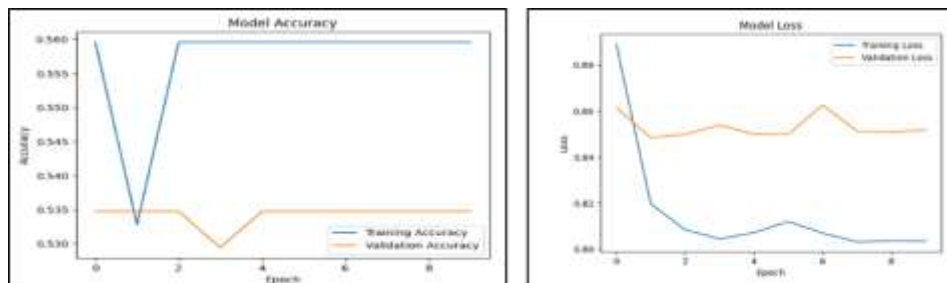 Model Accuracy
0.560
0.555
0.550
0.545
0.540
0.535
0.530
Accuracy
Training Accuracy
Validation Accuracy
0 2 4 6 8
Epoch
Model Loss
Training Loss
Validation Loss
0.88
0.86
0.84
0.82
0.80
Loss
0 2 4 6 8
Epoch